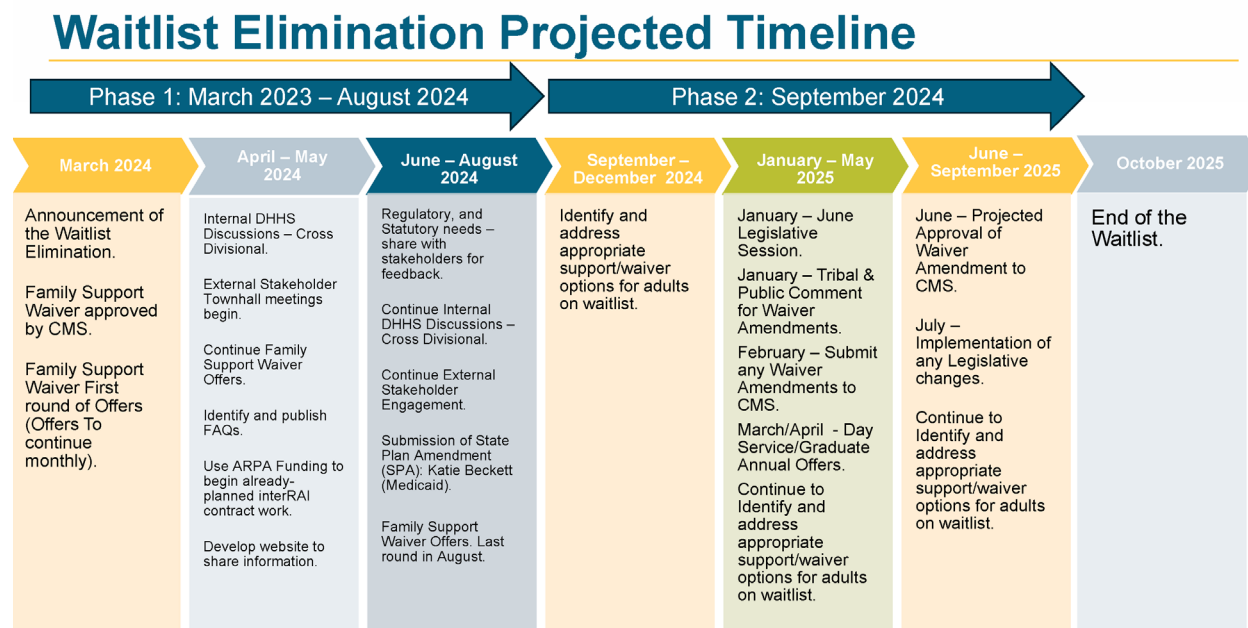 Waitlist Elimination Projected Timeline
Phase 1: March 2023 – August 2024
Phase 2: September 2024
March 2024
Announcement of
the Waitlist
Elimination.
Family Support
Waiver approved
by CMS.
Family Support
Waiver First
round of Offers
(Offers To
continue
monthly).
April – May
2024
Internal DHHS
Discussions – Cross
Divisional.
External Stakeholder
Townhall meetings
begin.
Continue Family
Support Waiver
Offers.
Identify and publish
FAQs.
Use ARPA Funding to
begin already-
planned interRAI
contract work.
Develop website to
share information.
June – August
2024
Regulatory, and
Statutory needs –
share with
stakeholders for
feedback.
Continue Internal
DHHS Discussions –
Cross Divisional.
Continue External
Stakeholder
Engagement.
Submission of State
Plan Amendment
(SPA): Katie Beckett
(Medicaid).
Family Support
Waiver Offers. Last
round in August.
September –
December 2024
Identify and
address
appropriate
support/waiver
options for adults
on waitlist.
January – May
2025
January – June
Legislative
Session.
January – Tribal &
Public Comment
for Waiver
Amendments.
February – Submit
any Waiver
Amendments to
CMS.
March/April - Day
Service/Graduate
Annual Offers.
Continue to
Identify and
address
appropriate
support/waiver
options for adults
on waitlist.
June –
September 2025
June – Projected
Approval of
Waiver
Amendment to
CMS.
July –
Implementation of
any Legislative
changes.
Continue to
Identify and
address
appropriate
support/waiver
options for adults
on waitlist.
October 2025
End of the
Waitlist.